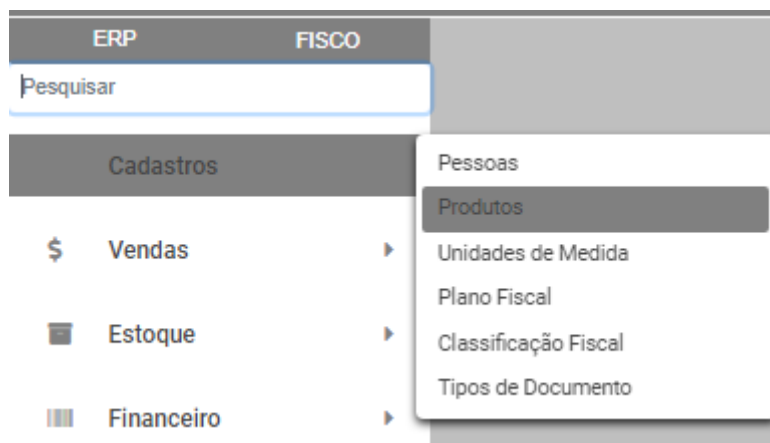 ERP FISCO
Pesquisar
Cadastros
$ Vendas
Estoque
Financeiro
Pessoas
Produtos
Unidades de Medida
Plano Fiscal
Classificação Fiscal
Tipos de Documento